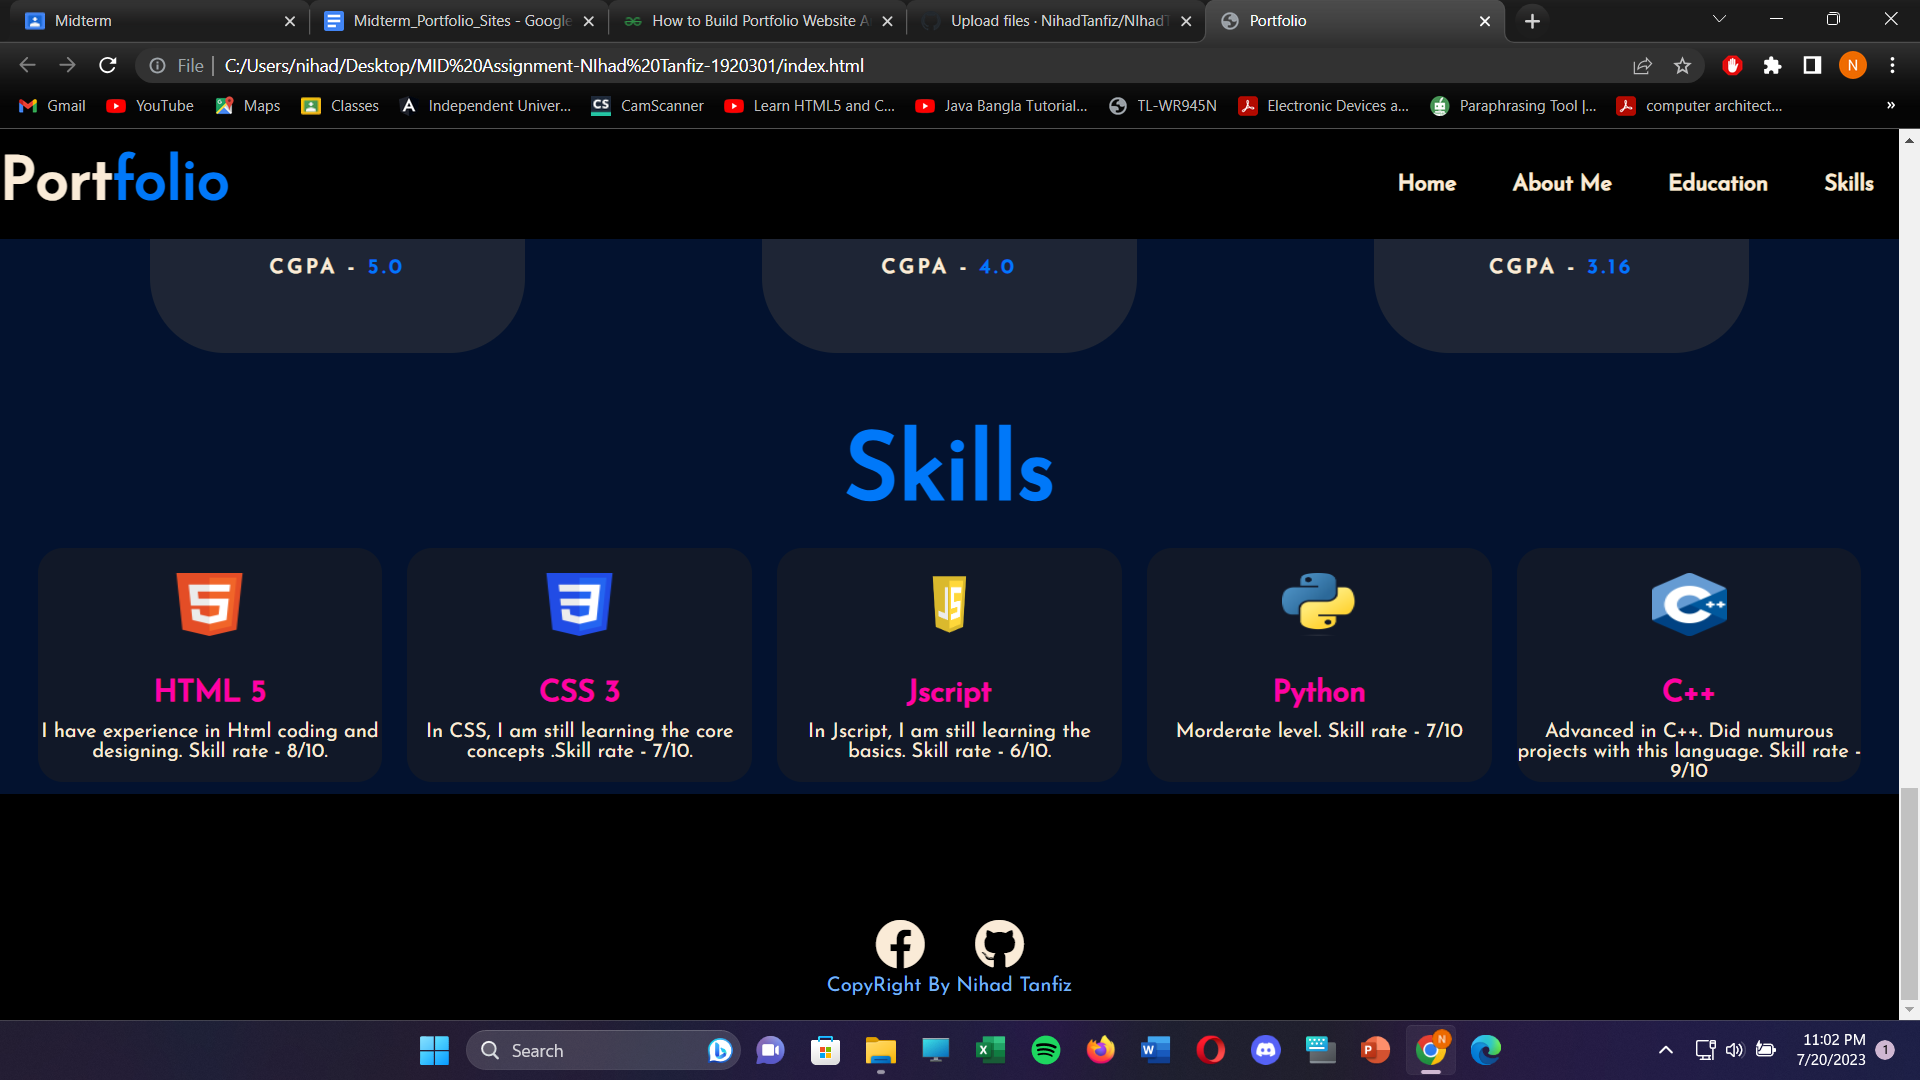 Midterm
Midterm_Portfolio_Sites - Google
How to Build Portfolio Website A
Upload files · NihadTanfiz/NIhadT
Portfolio
File
C:/Users/nihad/Desktop/MID%20Assignment-NIhad%20Tanfiz-1920301/index.html
N
Gmail
YouTube
Maps
Classes
Independent Univer...
CS
CamScanner
Learn HTML5 and C...
Java Bangla Tutorial...
TL-WR945N
Electronic Devices a...
Paraphrasing Tool |...
computer architect...
»
Portfolio
Home
About Me
Education
Skills
CGPA - 5.0
CGPA - 4.0
CGPA - 3.16
Skills
5
3
JS
C++
HTML 5
CSS 3
Jscript
Python
C++
I have experience in Html coding and
designing. Skill rate - 8/10.
In CSS, I am still learning the core
concepts .Skill rate - 7/10.
In Jscript, I am still learning the
basics. Skill rate - 6/10.
Morderate level. Skill rate - 7/10
Advanced in C++. Did numurous
projects with this language. Skill rate -
9/10
CopyRight By Nihad Tanfiz
Search
N
11:02 PM
7/20/2023
1